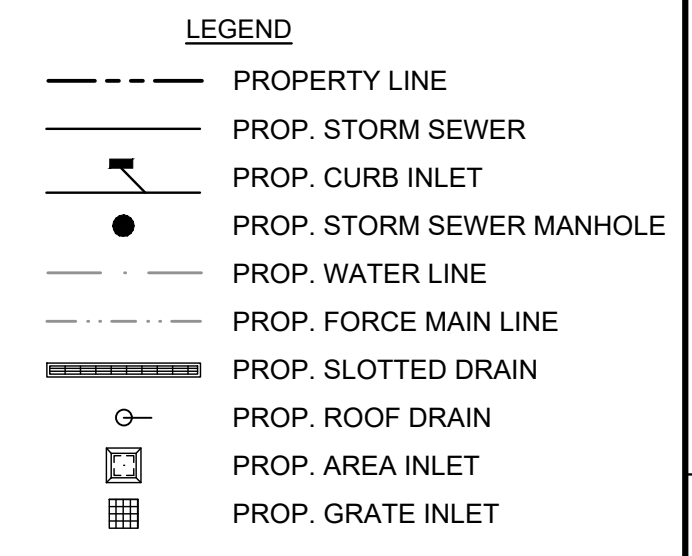 LEGEND
PROPERTY LINE
PROP. STORM SEWER
PROP. CURB INLET
PROP. STORM SEWER MANHOLE
PROP. WATER LINE
PROP. FORCE MAIN LINE
PROP. SLOTTED DRAIN
PROP. ROOF DRAIN
PROP. AREA INLET
PROP. GRATE INLET